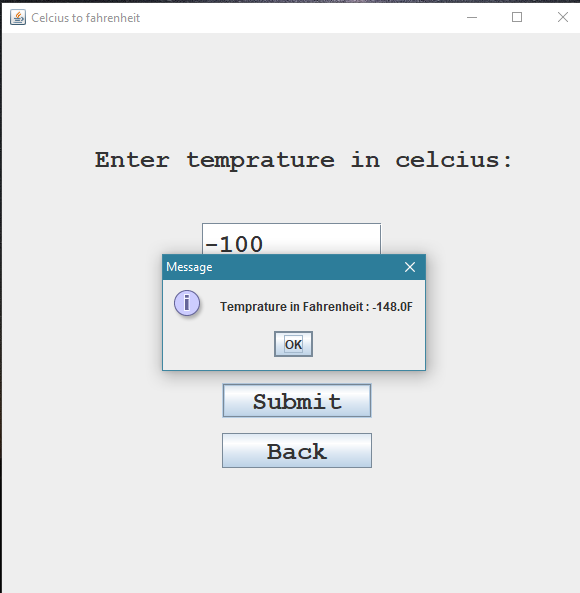 Celcius to fahrenheit
Enter temprature in celcius:
-100
Message
Temprature in Fahrenheit : -148.0F
OK
Submit
Back